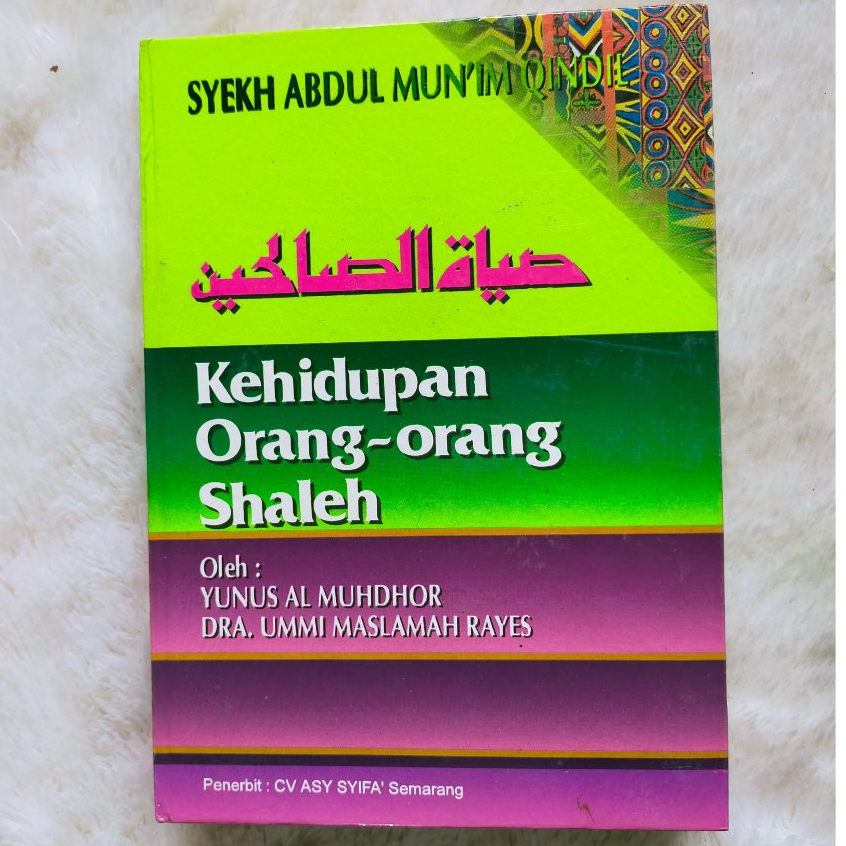 SYEKH ABDUL MUN'IM QINDIL
حياة الصالحين
Kehidupan
Orang-orang
Shaleh
Oleh :
YUNUS AL MUHDHOR
DRA. UMMI MASLAMAH RAYES
Penerbit : CV ASY SYIFA' Semarang